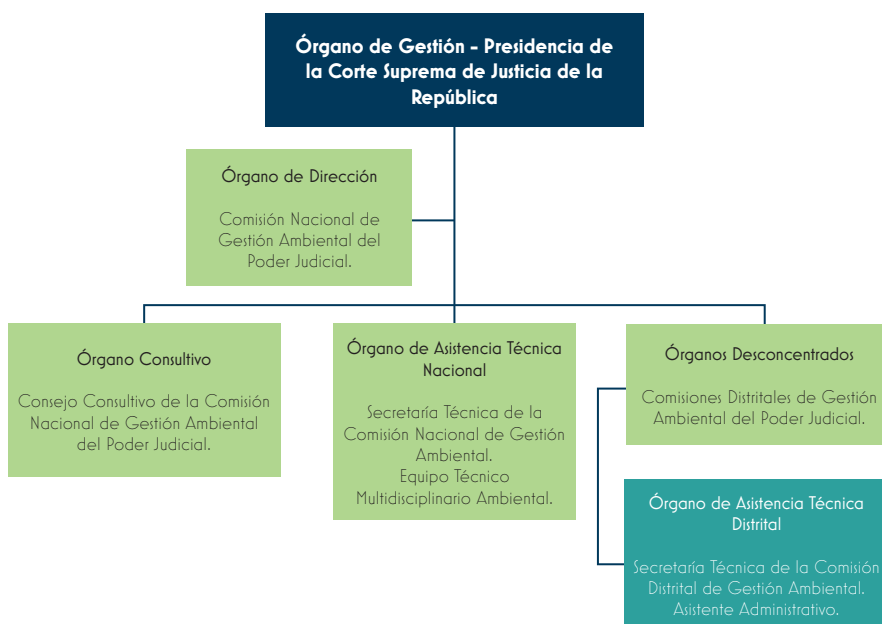 Órgano de Gestión - Presidencia de
la Corte Suprema de Justicia de la
República
Órgano de Dirección
Comisión Nacional de
Gestión Ambiental del
Poder Judicial.
Órgano Consultivo
Consejo Consultivo de la Comisión
Nacional de Gestión Ambiental
del Poder Judicial.
Órgano de Asistencia Técnica
Nacional
Secretaría Técnica de la
Comisión Nacional de Gestión
Ambiental.
Equipo Técnico
Multidisciplinario Ambiental.
Órganos Desconcentrados
Comisiones Distritales de Gestión
Ambiental del Poder Judicial.
Órgano de Asistencia Técnica
Distrital
Secretaría Técnica de la Comisión
Distrital de Gestión Ambiental.
Asistente Administrativo.